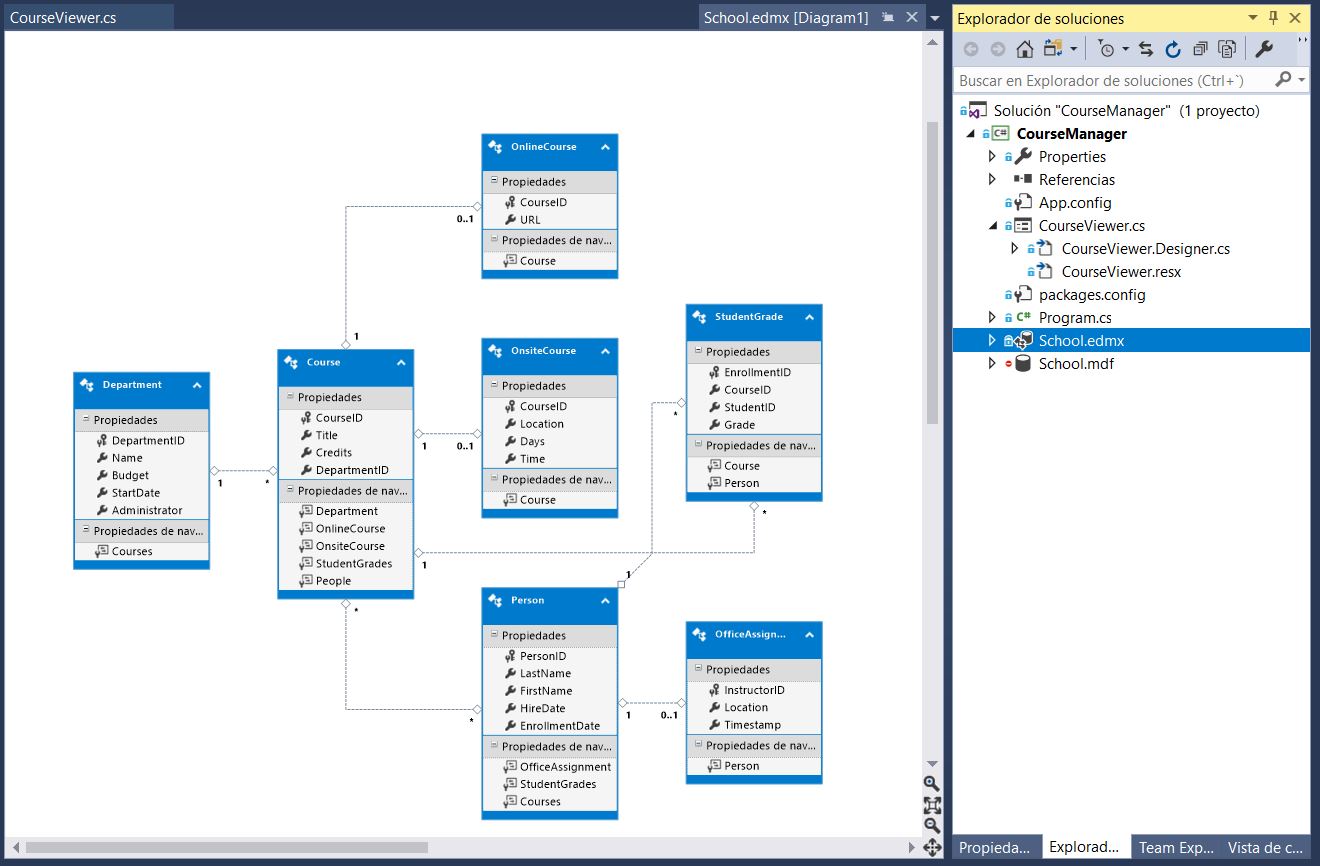 CourseViewer.cs
School.edmx [Diagram1]
OnlineCourse
Propiedades
CourseID
URL
Propiedades de nav...
Course
0..1
1
Department
Propiedades
DepartmentID
Name
Budget
StartDate
Administrator
Propiedades de nav...
Courses
1
*
Course
Propiedades
CourseID
Title
Credits
DepartmentID
Propiedades de nav...
Department
OnlineCourse
OnsiteCourse
StudentGrades
People
1
0..1
1
*
*
OnsiteCourse
Propiedades
CourseID
Location
Days
Time
Propiedades de nav...
Course
StudentGrade
Propiedades
EnrollmentID
CourseID
StudentID
Grade
Propiedades de nav...
Course
Person
*
*
1
Person
Propiedades
PersonID
LastName
FirstName
HireDate
EnrollmentDate
Propiedades de nav...
OfficeAssignment
StudentGrades
Courses
1
0..1
OfficeAssign...
Propiedades
InstructorID
Location
Timestamp
Propiedades de nav...
Person
Explorador de soluciones
Buscar en Explorador de soluciones (Ctrl+`)
Solución "CourseManager" (1 proyecto)
C# CourseManager
Properties
Referencias
App.config
CourseViewer.cs
CourseViewer.Designer.cs
CourseViewer.resx
packages.config
C# Program.cs
School.edmx
School.mdf
Propieda...
Explorad...
Team Exp...
Vista de c...